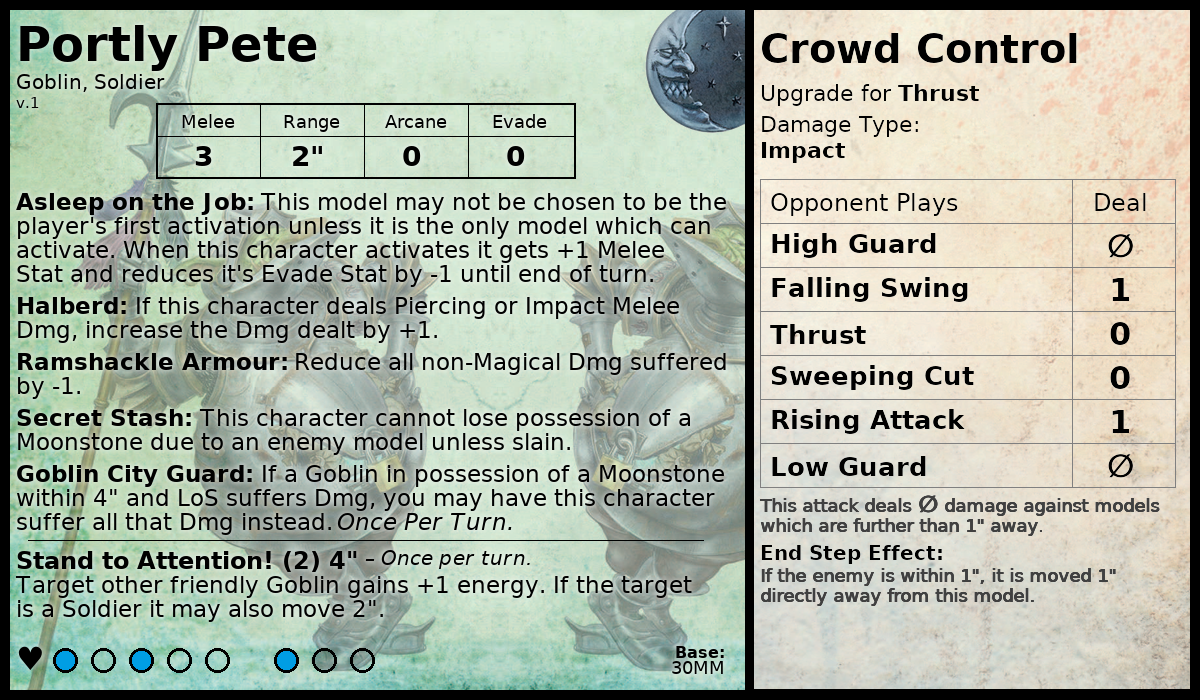 Portly Pete
Goblin, Soldier
v.1
Melee Range Arcane Evade
3 2" 0 0
Asleep on the Job: This model may not be chosen to be the
player's first activation unless it is the only model which can
activate. When this character activates it gets +1 Melee
Stat and reduces it's Evade Stat by -1 until end of turn.
Halberd: If this character deals Piercing or Impact Melee
Dmg, increase the Dmg dealt by +1.
Ramshackle Armour: Reduce all non-Magical Dmg suffered
by -1.
Secret Stash: This character cannot lose possession of a
Moonstone due to an enemy model unless slain.
Goblin City Guard: If a Goblin in possession of a Moonstone
within 4" and LoS suffers Dmg, you may have this character
suffer all that Dmg instead. Once Per Turn.
Stand to Attention! (2) 4" – Once per turn.
Target other friendly Goblin gains +1 energy. If the target
is a Soldier it may also move 2".
Base:
30MM
Crowd Control
Upgrade for Thrust
Damage Type:
Impact
Opponent Plays Deal
High Guard ∅
Falling Swing 1
Thrust 0
Sweeping Cut 0
Rising Attack 1
Low Guard ∅
This attack deals ∅ damage against models
which are further than 1" away.
End Step Effect:
If the enemy is within 1", it is moved 1"
directly away from this model.